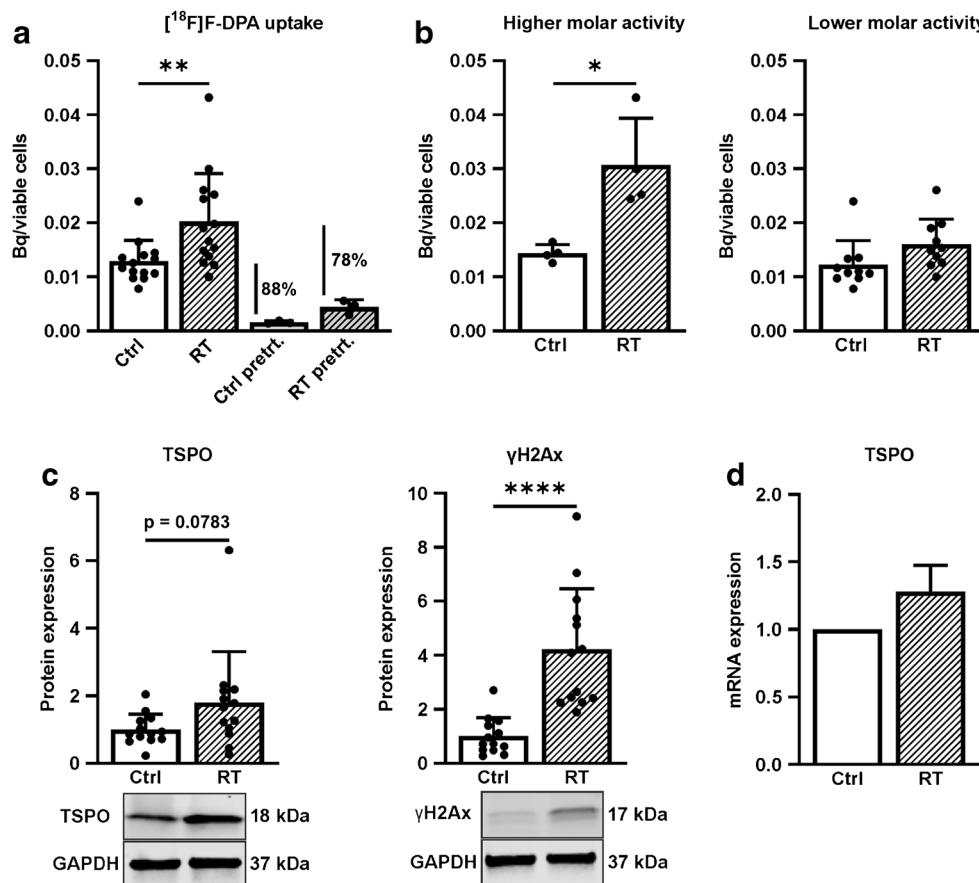 a
[¹⁸F]F-DPA uptake
Bq/viable cells
0.05
0.04
0.03
0.02
0.01
0.00
**
88%
78%
Ctrl
RT
Ctrl pretrt.
RT pretrt.
b
Higher molar activity
Bq/viable cells
0.05
0.04
0.03
0.02
0.01
0.00
*
Ctrl
RT
Lower molar activity
Bq/viable cells
0.05
0.04
0.03
0.02
0.01
0.00
Ctrl
RT
c
TSPO
Protein expression
8
6
4
2
0
p = 0.0783
Ctrl
RT
TSPO
18 kDa
GAPDH
37 kDa
γH2Ax
Protein expression
10
8
6
4
2
0
****
Ctrl
RT
γH2Ax
17 kDa
GAPDH
37 kDa
d
TSPO
mRNA expression
2.0
1.5
1.0
0.5
0.0
Ctrl
RT